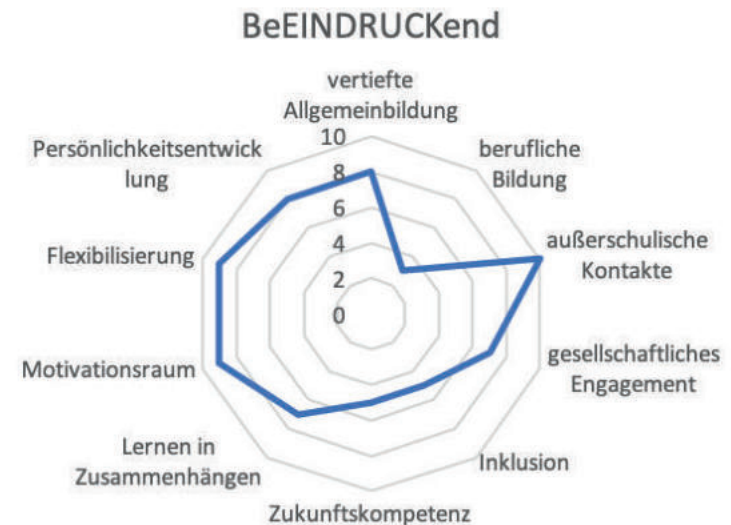 BeEINDRUCKend
vertiefte
Allgemeinbildung
berufliche
Bildung
außerschulische
Kontakte
gesellschaftliches
Engagement
Inklusion
Zukunftskompetenz
Lernen in
Zusammenhängen
Motivationsraum
Flexibilisierung
Persönlichkeitsentwick
lung
10
8
6
4
2
0